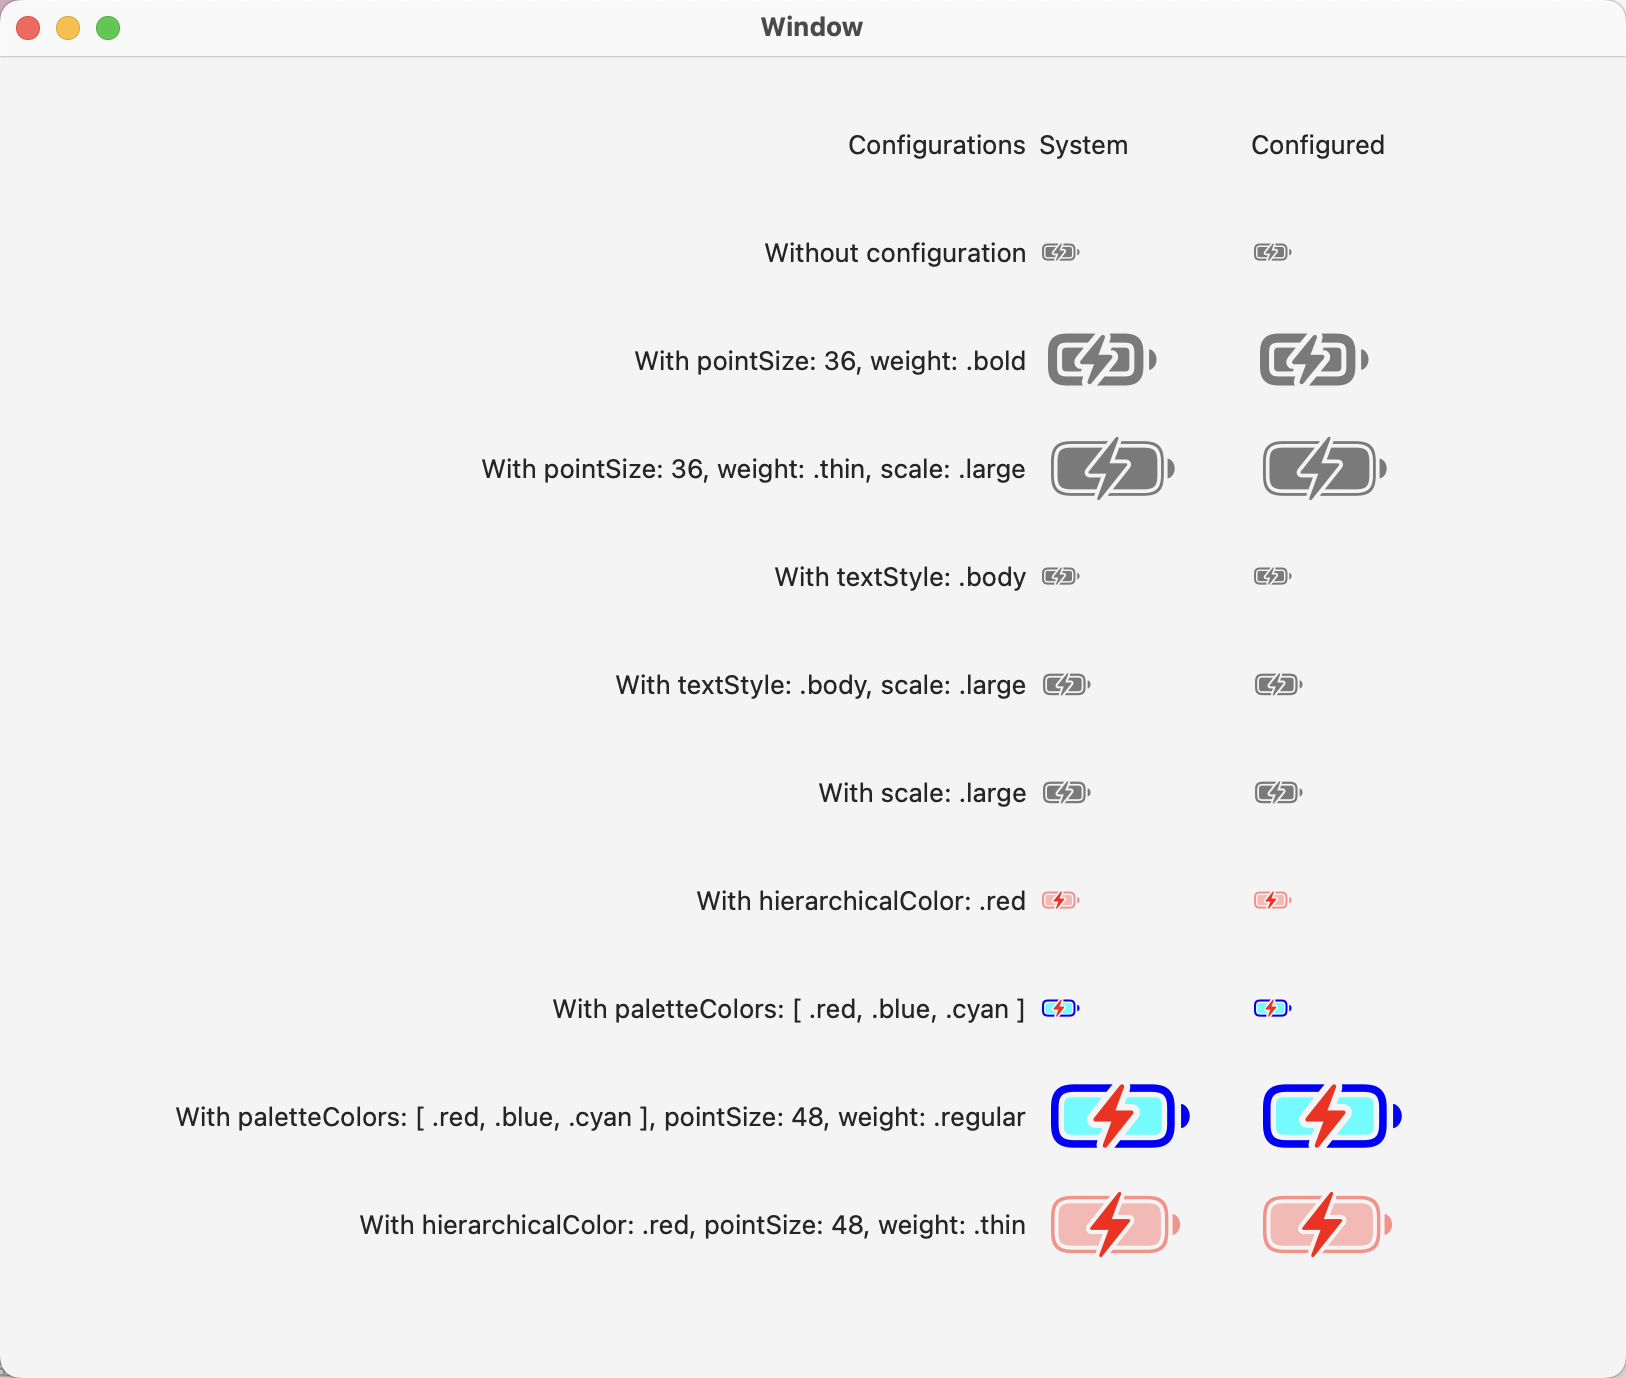 Window
Configurations System Configured
Without configuration
With pointSize: 36, weight: .bold
With pointSize: 36, weight: .thin, scale: .large
With textStyle: .body
With textStyle: .body, scale: .large
With scale: .large
With hierarchicalColor: .red
With paletteColors: [ .red, .blue, .cyan ]
With paletteColors: [ .red, .blue, .cyan ], pointSize: 48, weight: .regular
With hierarchicalColor: .red, pointSize: 48, weight: .thin